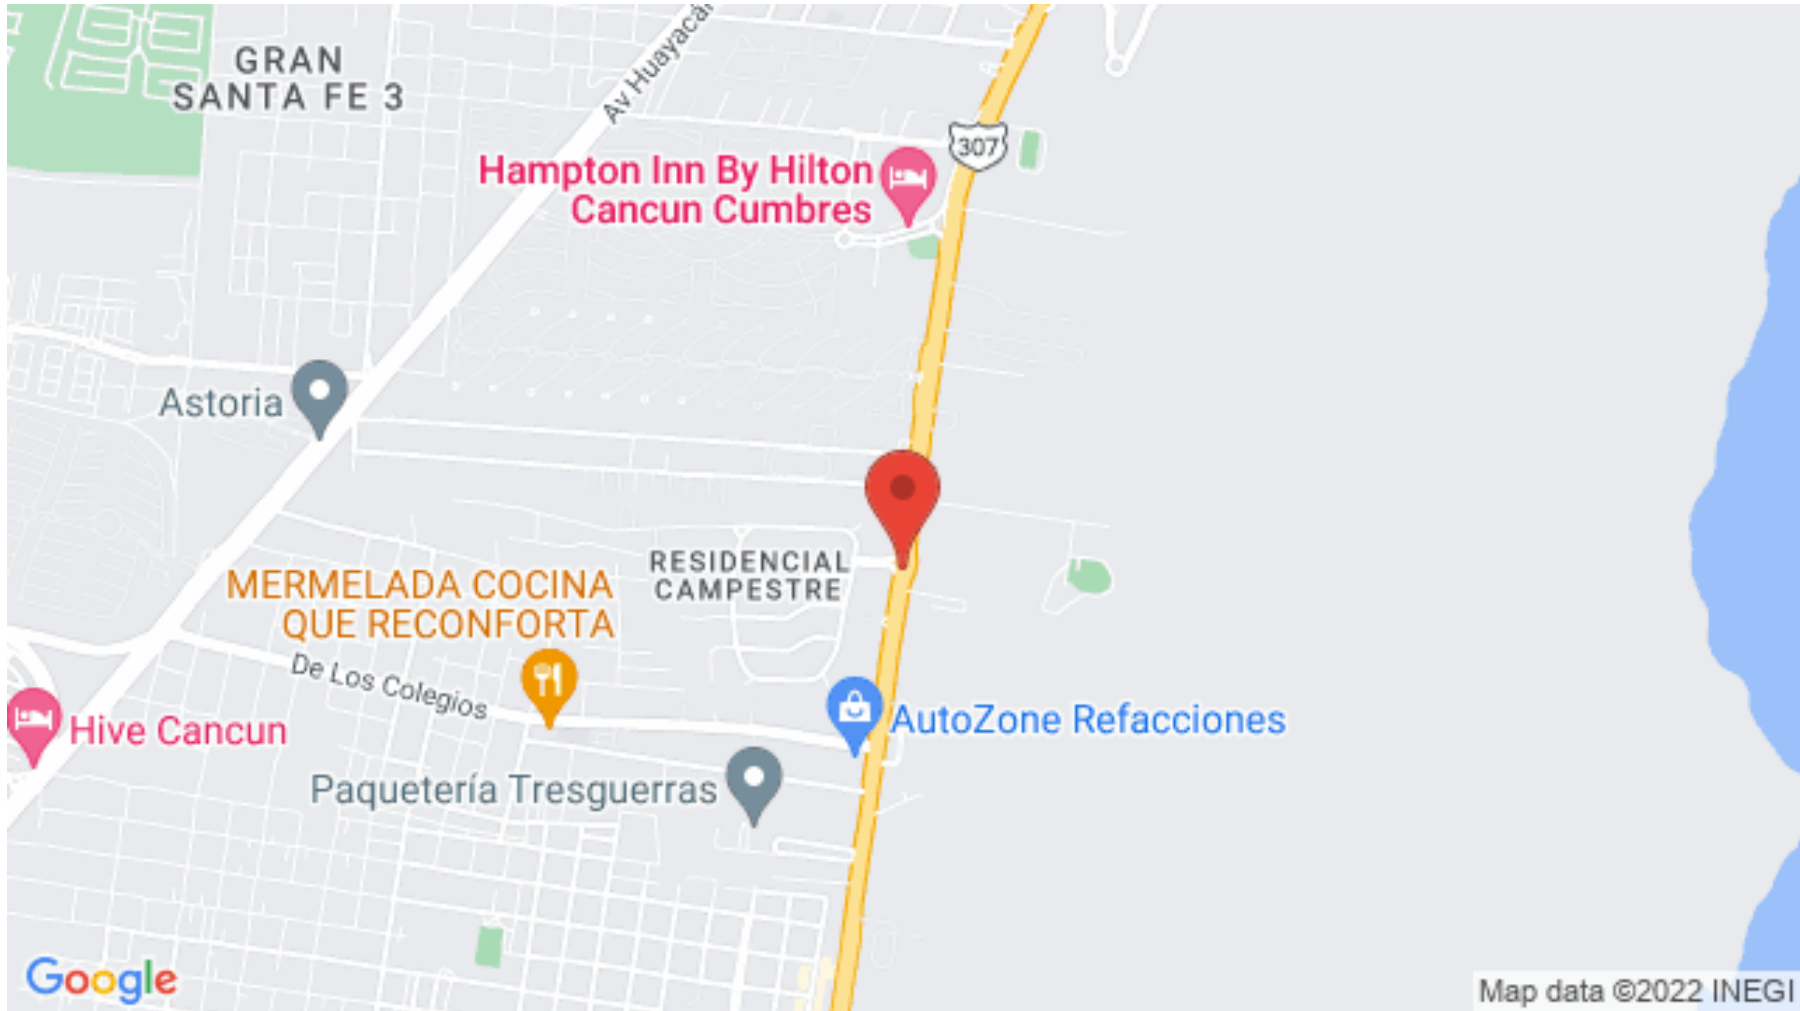 GRAN
SANTA FE 3
Av Huayacán
307
Hampton Inn By Hilton
Cancun Cumbres
Astoria
RESIDENCIAL
CAMPESTRE
MERMELADA COCINA
QUE RECONFORTA
De Los Colegios
Hive Cancun
AutoZone Refacciones
Paquetería Tresguerras
Google
Map data ©2022 INEGI